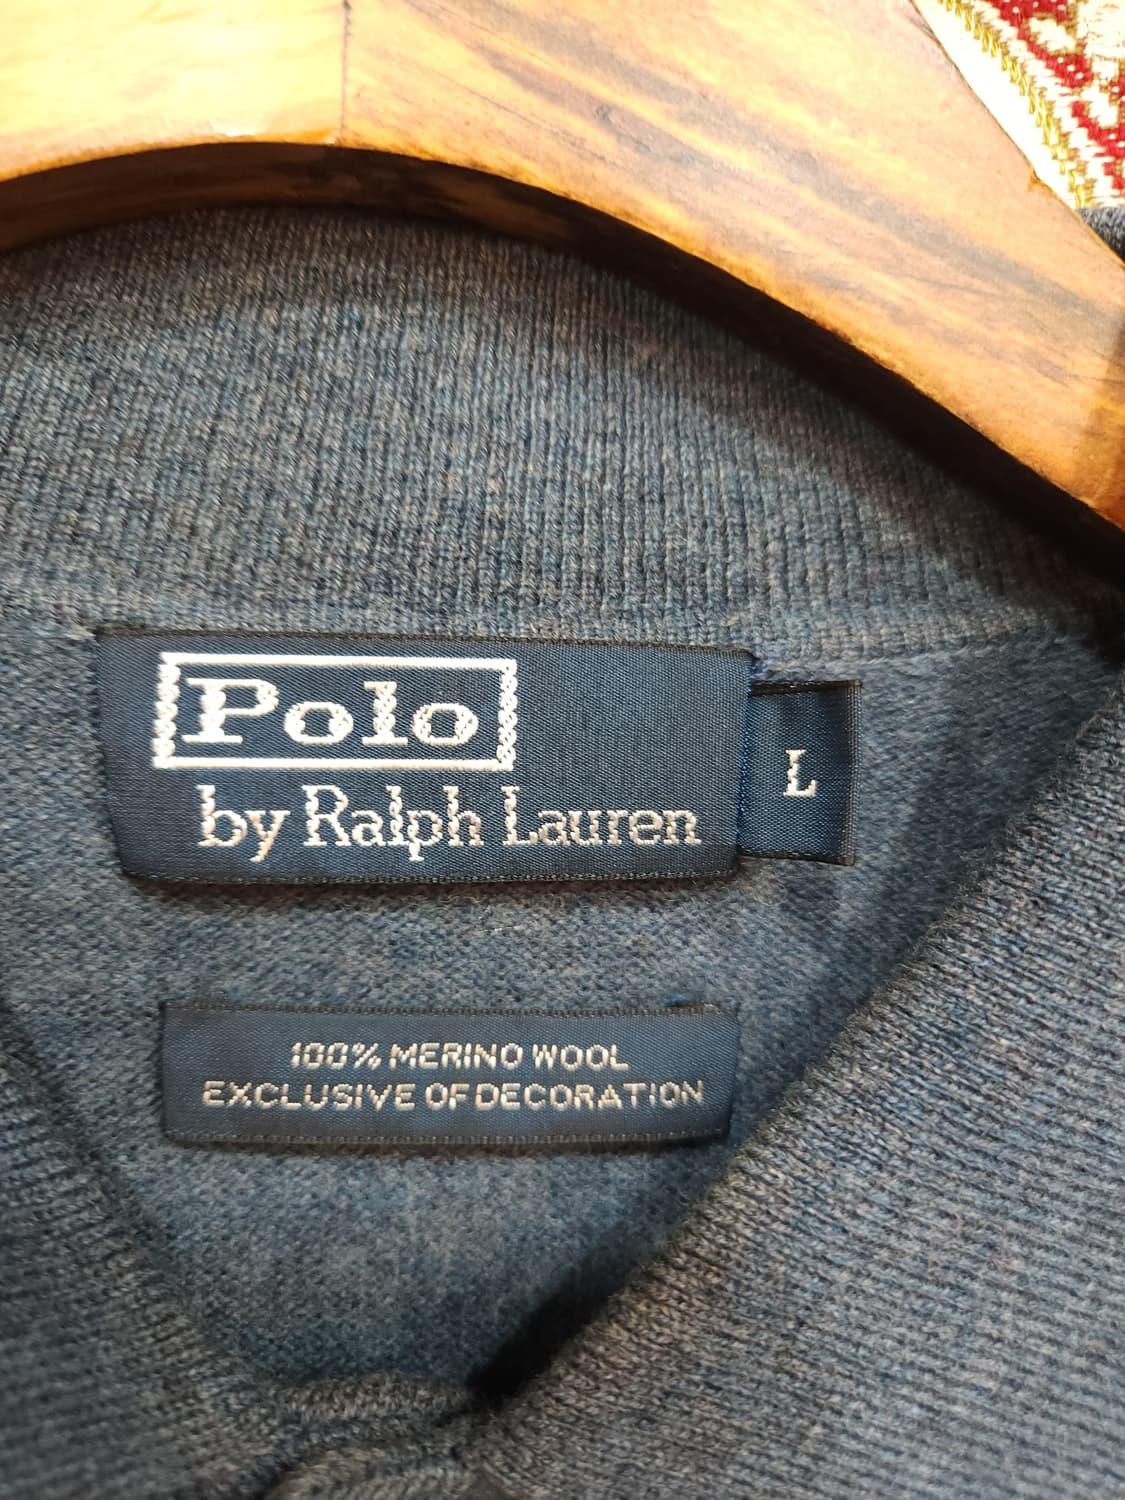 Polo
by Ralph Lauren
L
100% MERINO WOOL
EXCLUSIVE OF DECORATION